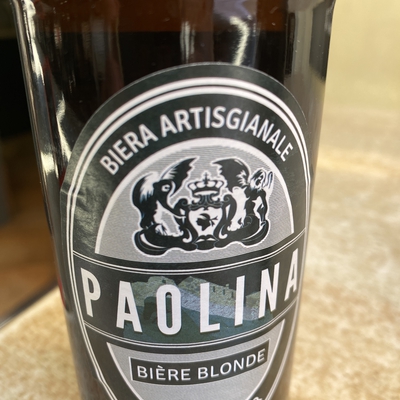 BIERA ARTISGIANALE
PAOLINA
BIÈRE BLONDE